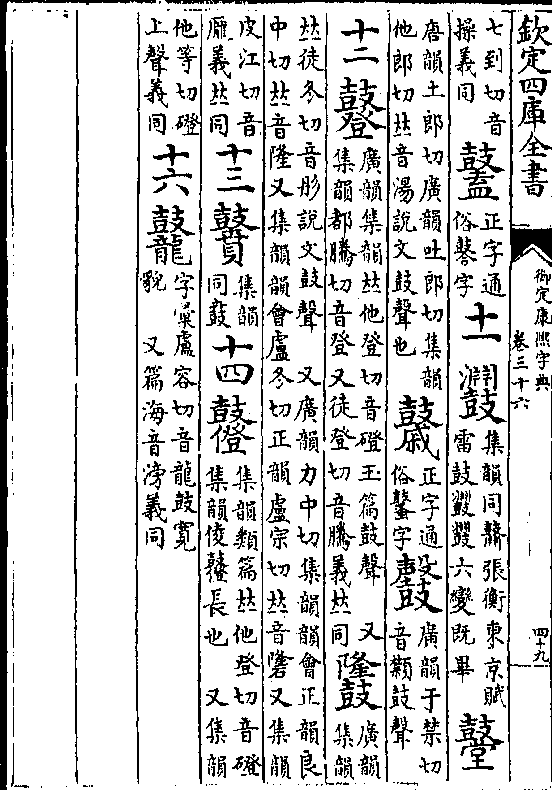 欽定四庫全書
御定康熙字典
卷三十六
四十九
七到切音
操義同
正字通
俗鼛字
十一
鼝
集韻同鼘張衡東京賦
雷鼓鼝鼝六變既畢
鼞
唐韻土郎切廣韻吐郎切集韻
他郎切𠀤音湯說文鼓聲也
鼜
正字通
俗鼜字
廣韻于禁切
音類鼓聲
十二
鼟
廣韻集韻𠀤他登切音磴玉篇鼓聲 又
集韻都騰切音登又徒登切音騰義𠀤同
䶫
廣韻
集韻
𠀤徒冬切音彤說文鼓聲 又廣韻力中切集韻韻會正韻良
中切𠀤音隆又集韻韻會盧冬切正韻盧宗切𠀤音𨻶又集韻
皮江切音
龎義𠀤同
十三
鼖
集韻
同鼖
十四
集韻類篇𠀤他登切音磴
集韻倰䠬長也 又集韻
他等切磴
上聲義同
十六
字彙盧容切音龍鼓寬
貌 又篇海音滂義同